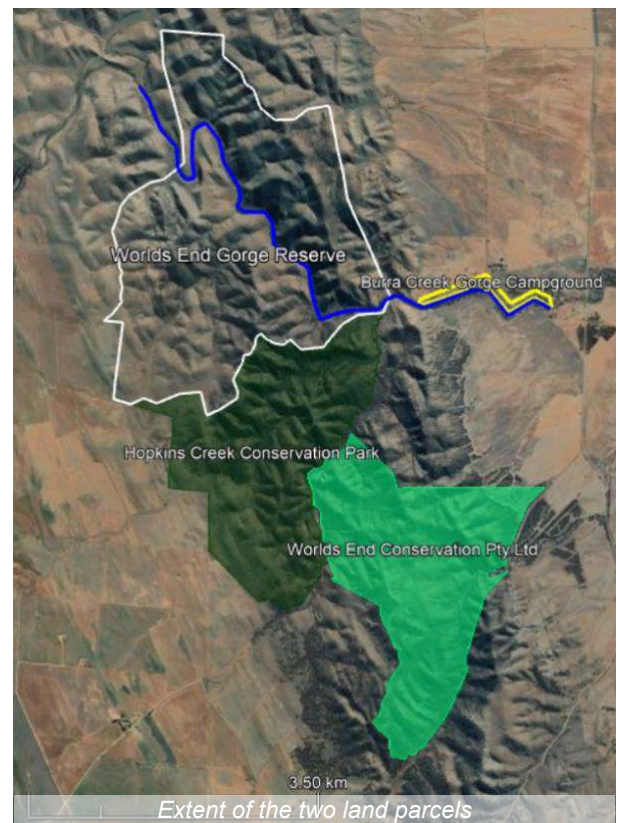 Worlds End Gorge Reserve
Burra Creek Gorge Campground
Hopkins Creek Conservation Park
Worlds End Conservation Pty Ltd
3.50 km
Extent of the two land parcels